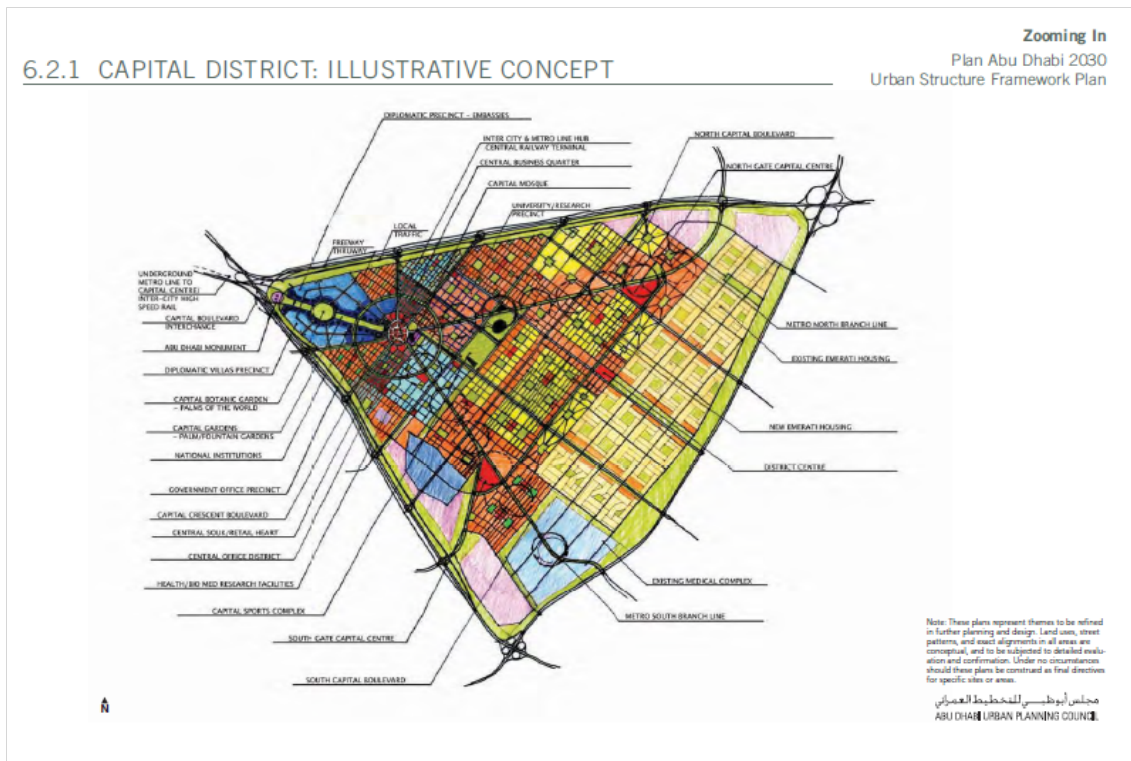 Zooming In
Plan Abu Dhabi 2030
Urban Structure Framework Plan
6.2.1 CAPITAL DISTRICT: ILLUSTRATIVE CONCEPT
DIPLOMATIC PRECINCT - EMBASSIES
INTER CITY & METRO LINE HUB
CENTRAL RAILWAY TERMINAL
CENTRAL BUSINESS QUARTER
CAPITAL MOSQUE
UNIVERSITY/RESEARCH
PRECINCT
LOCAL
TRAFFIC
FREEWAY
THRUWAY
NORTH CAPITAL BOULEVARD
NORTH GATE CAPITAL CENTRE
UNDERGROUND
METRO LINE TO
CAPITAL CENTRE/
INTER-CITY HIGH
SPEED RAIL
CAPITAL BOULEVARD
INTERCHANGE
ABU DHABI MONUMENT
DIPLOMATIC VILLAS PRECINCT
CAPITAL BOTANIC GARDEN
- PALMS OF THE WORLD
CAPITAL GARDENS
- PALM/FOUNTAIN GARDENS
NATIONAL INSTITUTIONS
GOVERNMENT OFFICE PRECINCT
CAPITAL CRESCENT BOULEVARD
CENTRAL SOUK/RETAIL HEART
CENTRAL OFFICE DISTRICT
HEALTH/BIO MED RESEARCH FACILITIES
CAPITAL SPORTS COMPLEX
SOUTH GATE CAPITAL CENTRE
SOUTH CAPITAL BOULEVARD
METRO NORTH BRANCH LINE
EXISTING EMERATI HOUSING
NEW EMERATI HOUSING
DISTRICT CENTRE
EXISTING MEDICAL COMPLEX
METRO SOUTH BRANCH LINE
N
Note: These plans represent themes to be refined
in further planning and design. Land uses, street
patterns, and exact alignments in all areas are
conceptual, and to be subjected to detailed evalu-
ation and confirmation. Under no circumstances
should these plans be construed as final directives
for specific sites or areas.
مجلس أبوظبي للتخطيط العمراني
ABU DHABI URBAN PLANNING COUNCIL